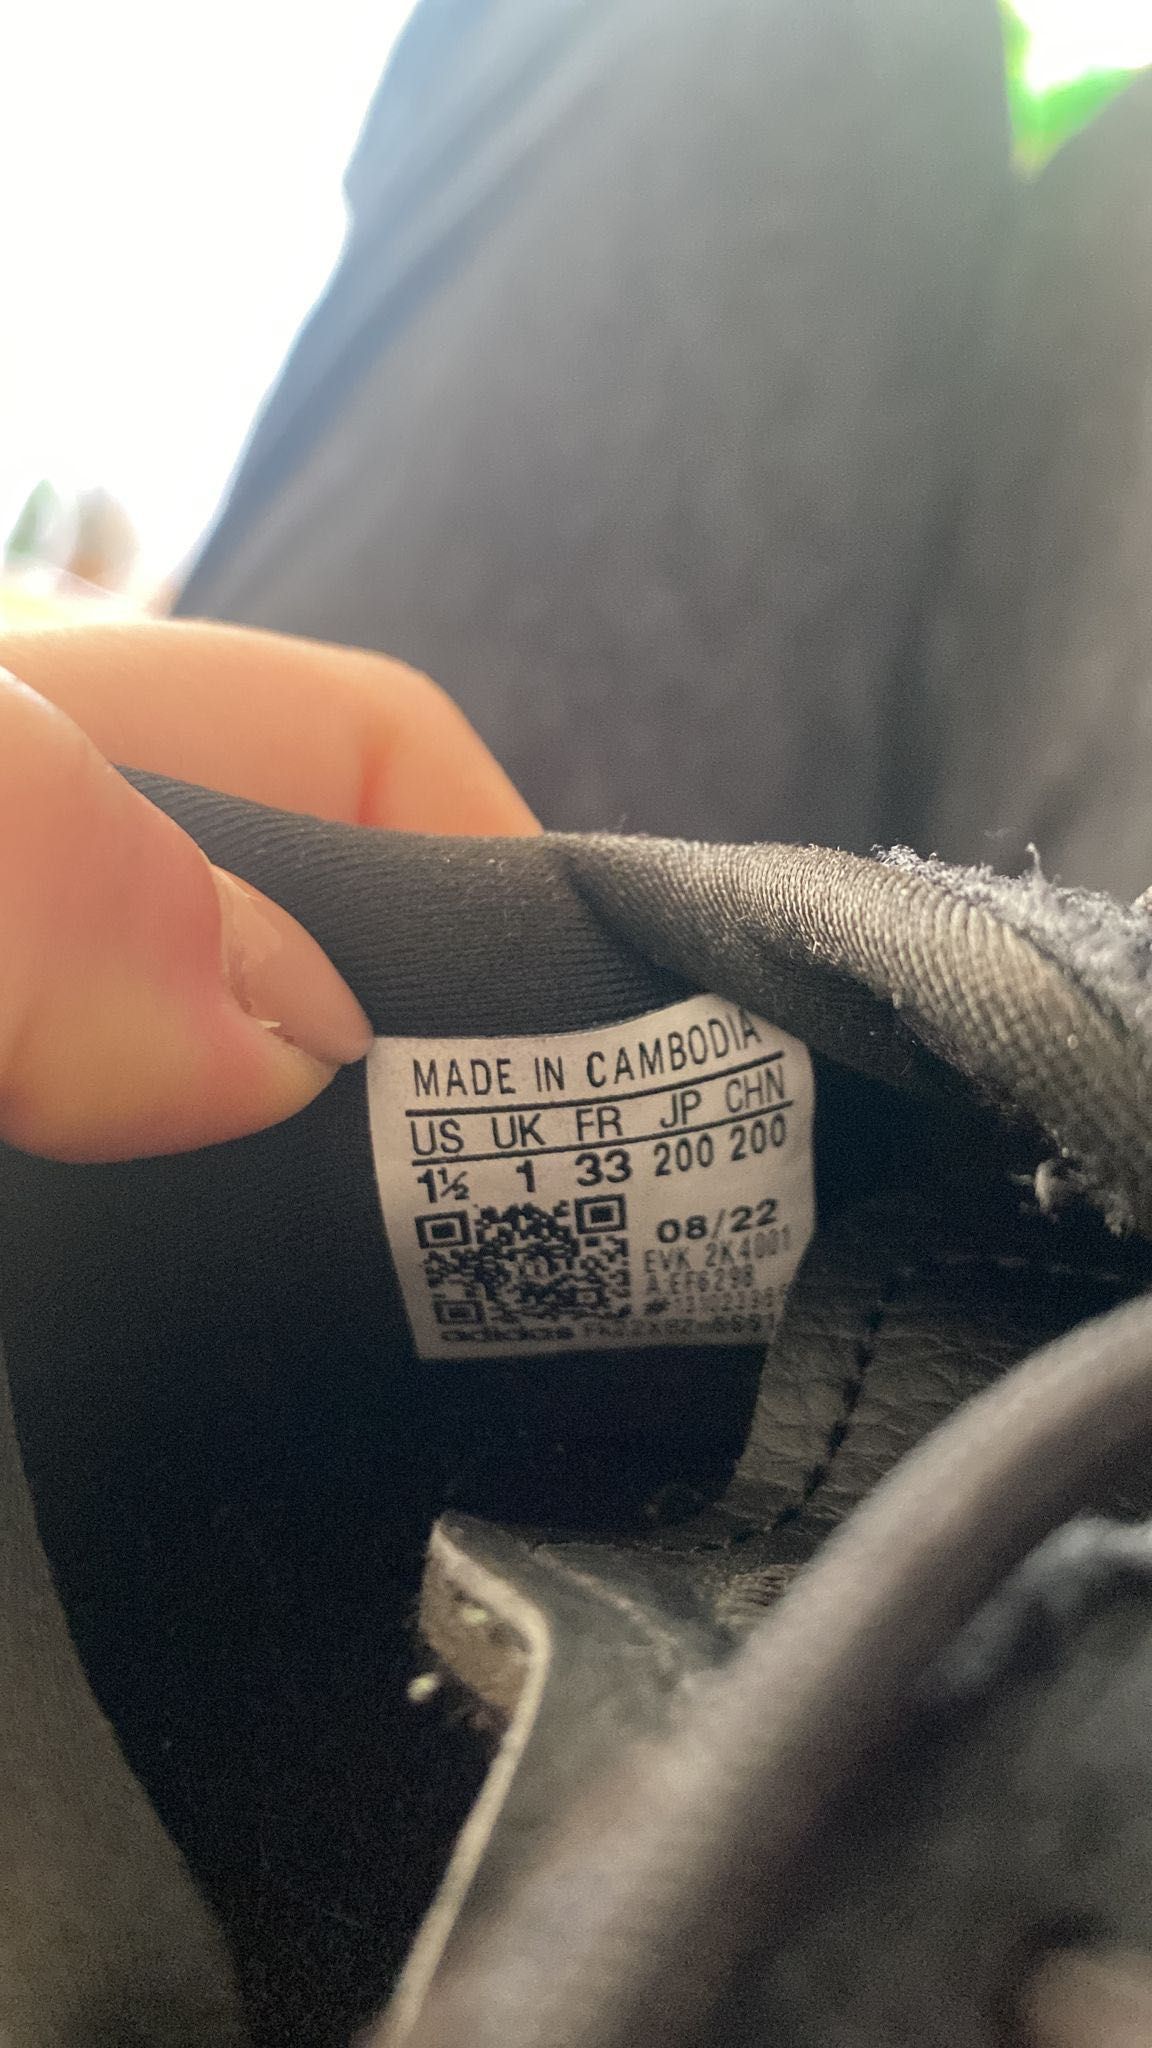 MADE IN CAMBODIA
US UK FR JP CHN
1½ 1 33 200 200
08/22
EVK 2K4001
A:EF6298
adidas